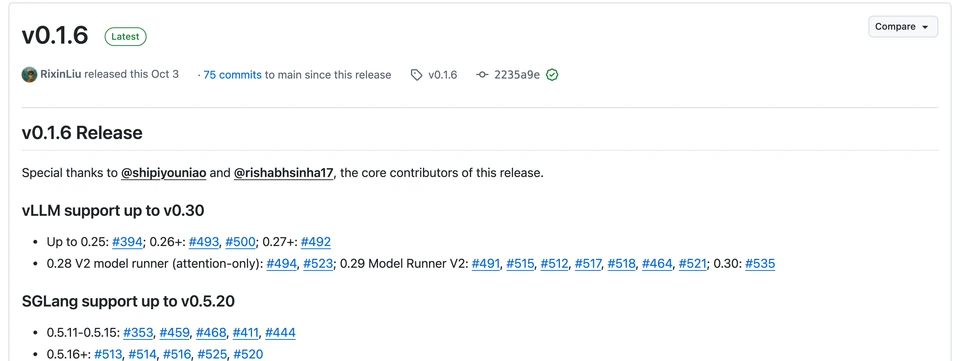 v0.1.6 Latest Compare
RixinLiu released this Oct 3 · 75 commits to main since this release v0.1.6 2235a9e
v0.1.6 Release
Special thanks to @shipiyouniao and @rishabhsinha17, the core contributors of this release.
vLLM support up to v0.30
• Up to 0.25: #394; 0.26+: #493, #500; 0.27+: #492
• 0.28 V2 model runner (attention-only): #494, #523; 0.29 Model Runner V2: #491, #515, #512, #517, #518, #464, #521; 0.30: #535
SGLang support up to v0.5.20
• 0.5.11-0.5.15: #353, #459, #468, #411, #444
• 0.5.16+: #513, #514, #516, #525, #520